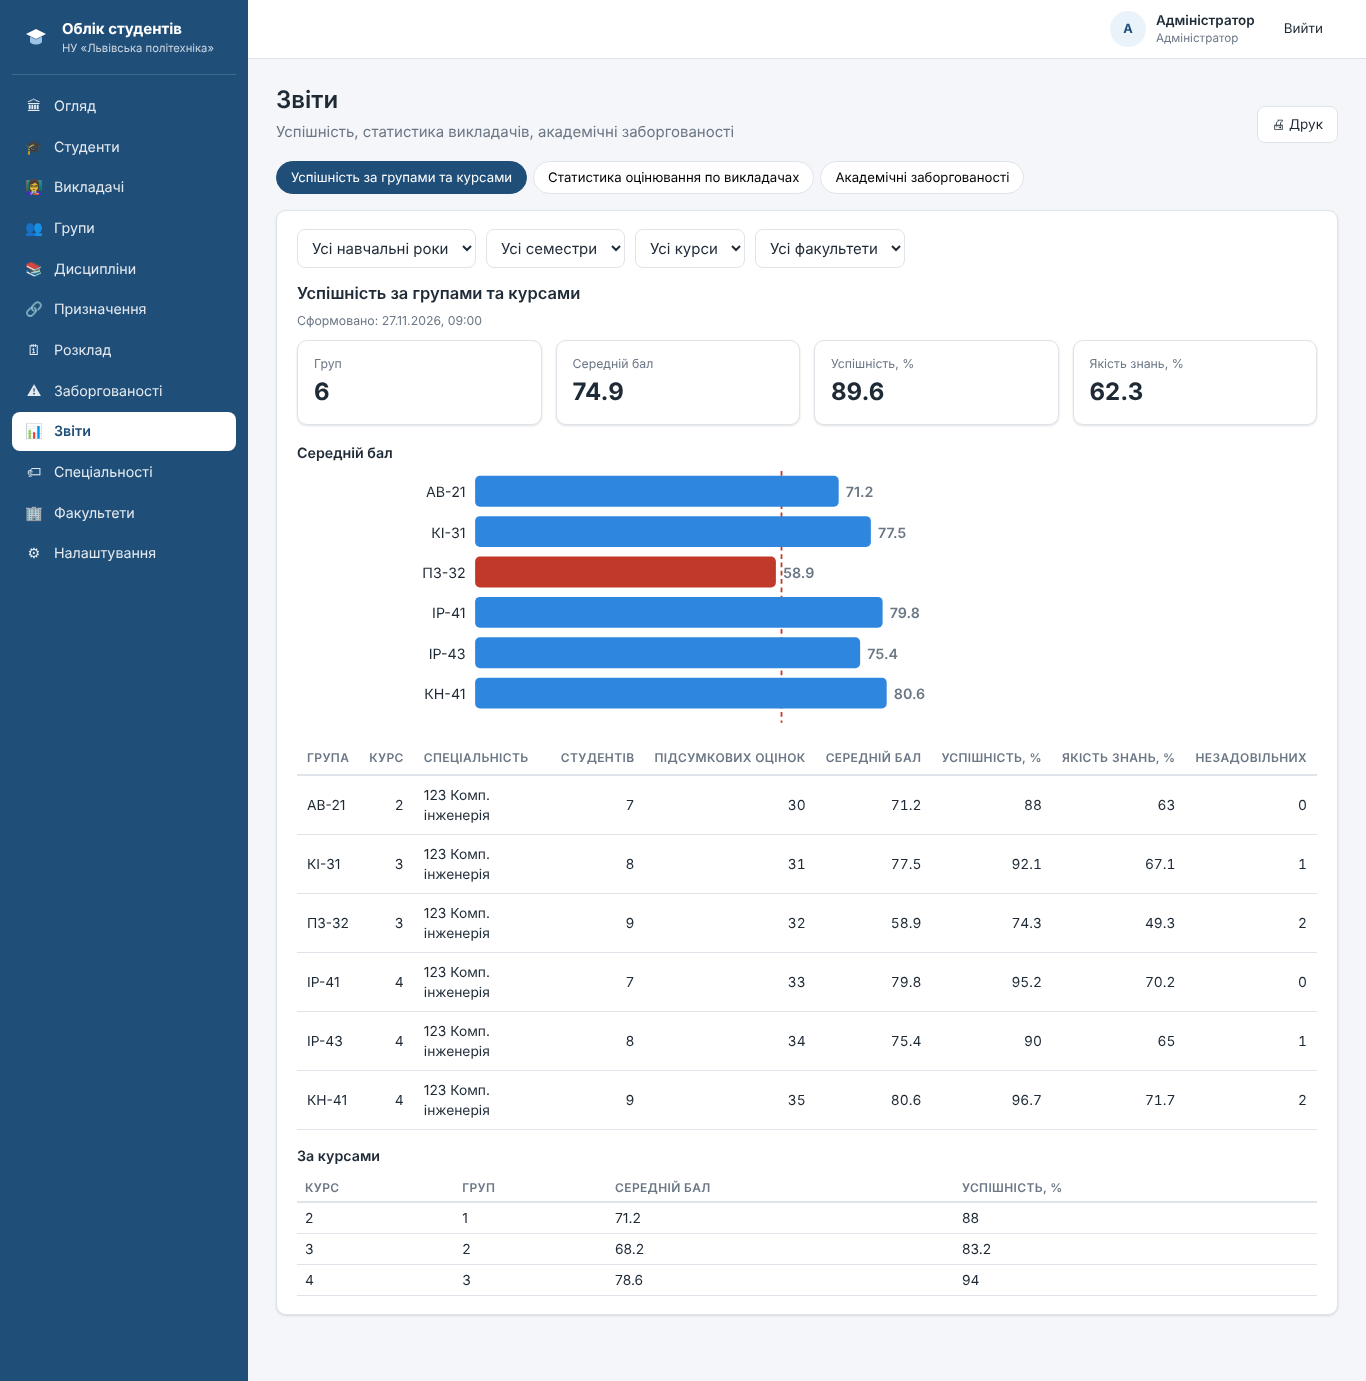 Облік студентів
НУ «Львівська політехніка»
Огляд
Студенти
Викладачі
Групи
Дисципліни
Призначення
Розклад
Заборгованості
Звіти
Спеціальності
Факультети
Налаштування
А
Адміністратор
Адміністратор
Вийти
Звіти
Успішність, статистика викладачів, академічні заборгованості
Друк
Успішність за групами та курсами
Статистика оцінювання по викладачах
Академічні заборгованості
Усі навчальні роки
Усі семестри
Усі курси
Усі факультети
Успішність за групами та курсами
Сформовано: 27.11.2026, 09:00
Груп
6
Середній бал
74.9
Успішність, %
89.6
Якість знань, %
62.3
Середній бал
АВ-21 71.2
КІ-31 77.5
ПЗ-32 58.9
ІР-41 79.8
ІР-43 75.4
КН-41 80.6
ГРУПА КУРС СПЕЦІАЛЬНІСТЬ СТУДЕНТІВ ПІДСУМКОВИХ ОЦІНОК СЕРЕДНІЙ БАЛ УСПІШНІСТЬ, % ЯКІСТЬ ЗНАНЬ, % НЕЗАДОВІЛЬНИХ
АВ-21 2 123 Комп. інженерія 7 30 71.2 88 63 0
КІ-31 3 123 Комп. інженерія 8 31 77.5 92.1 67.1 1
ПЗ-32 3 123 Комп. інженерія 9 32 58.9 74.3 49.3 2
ІР-41 4 123 Комп. інженерія 7 33 79.8 95.2 70.2 0
ІР-43 4 123 Комп. інженерія 8 34 75.4 90 65 1
КН-41 4 123 Комп. інженерія 9 35 80.6 96.7 71.7 2
За курсами
КУРС ГРУП СЕРЕДНІЙ БАЛ УСПІШНІСТЬ, %
2 1 71.2 88
3 2 68.2 83.2
4 3 78.6 94